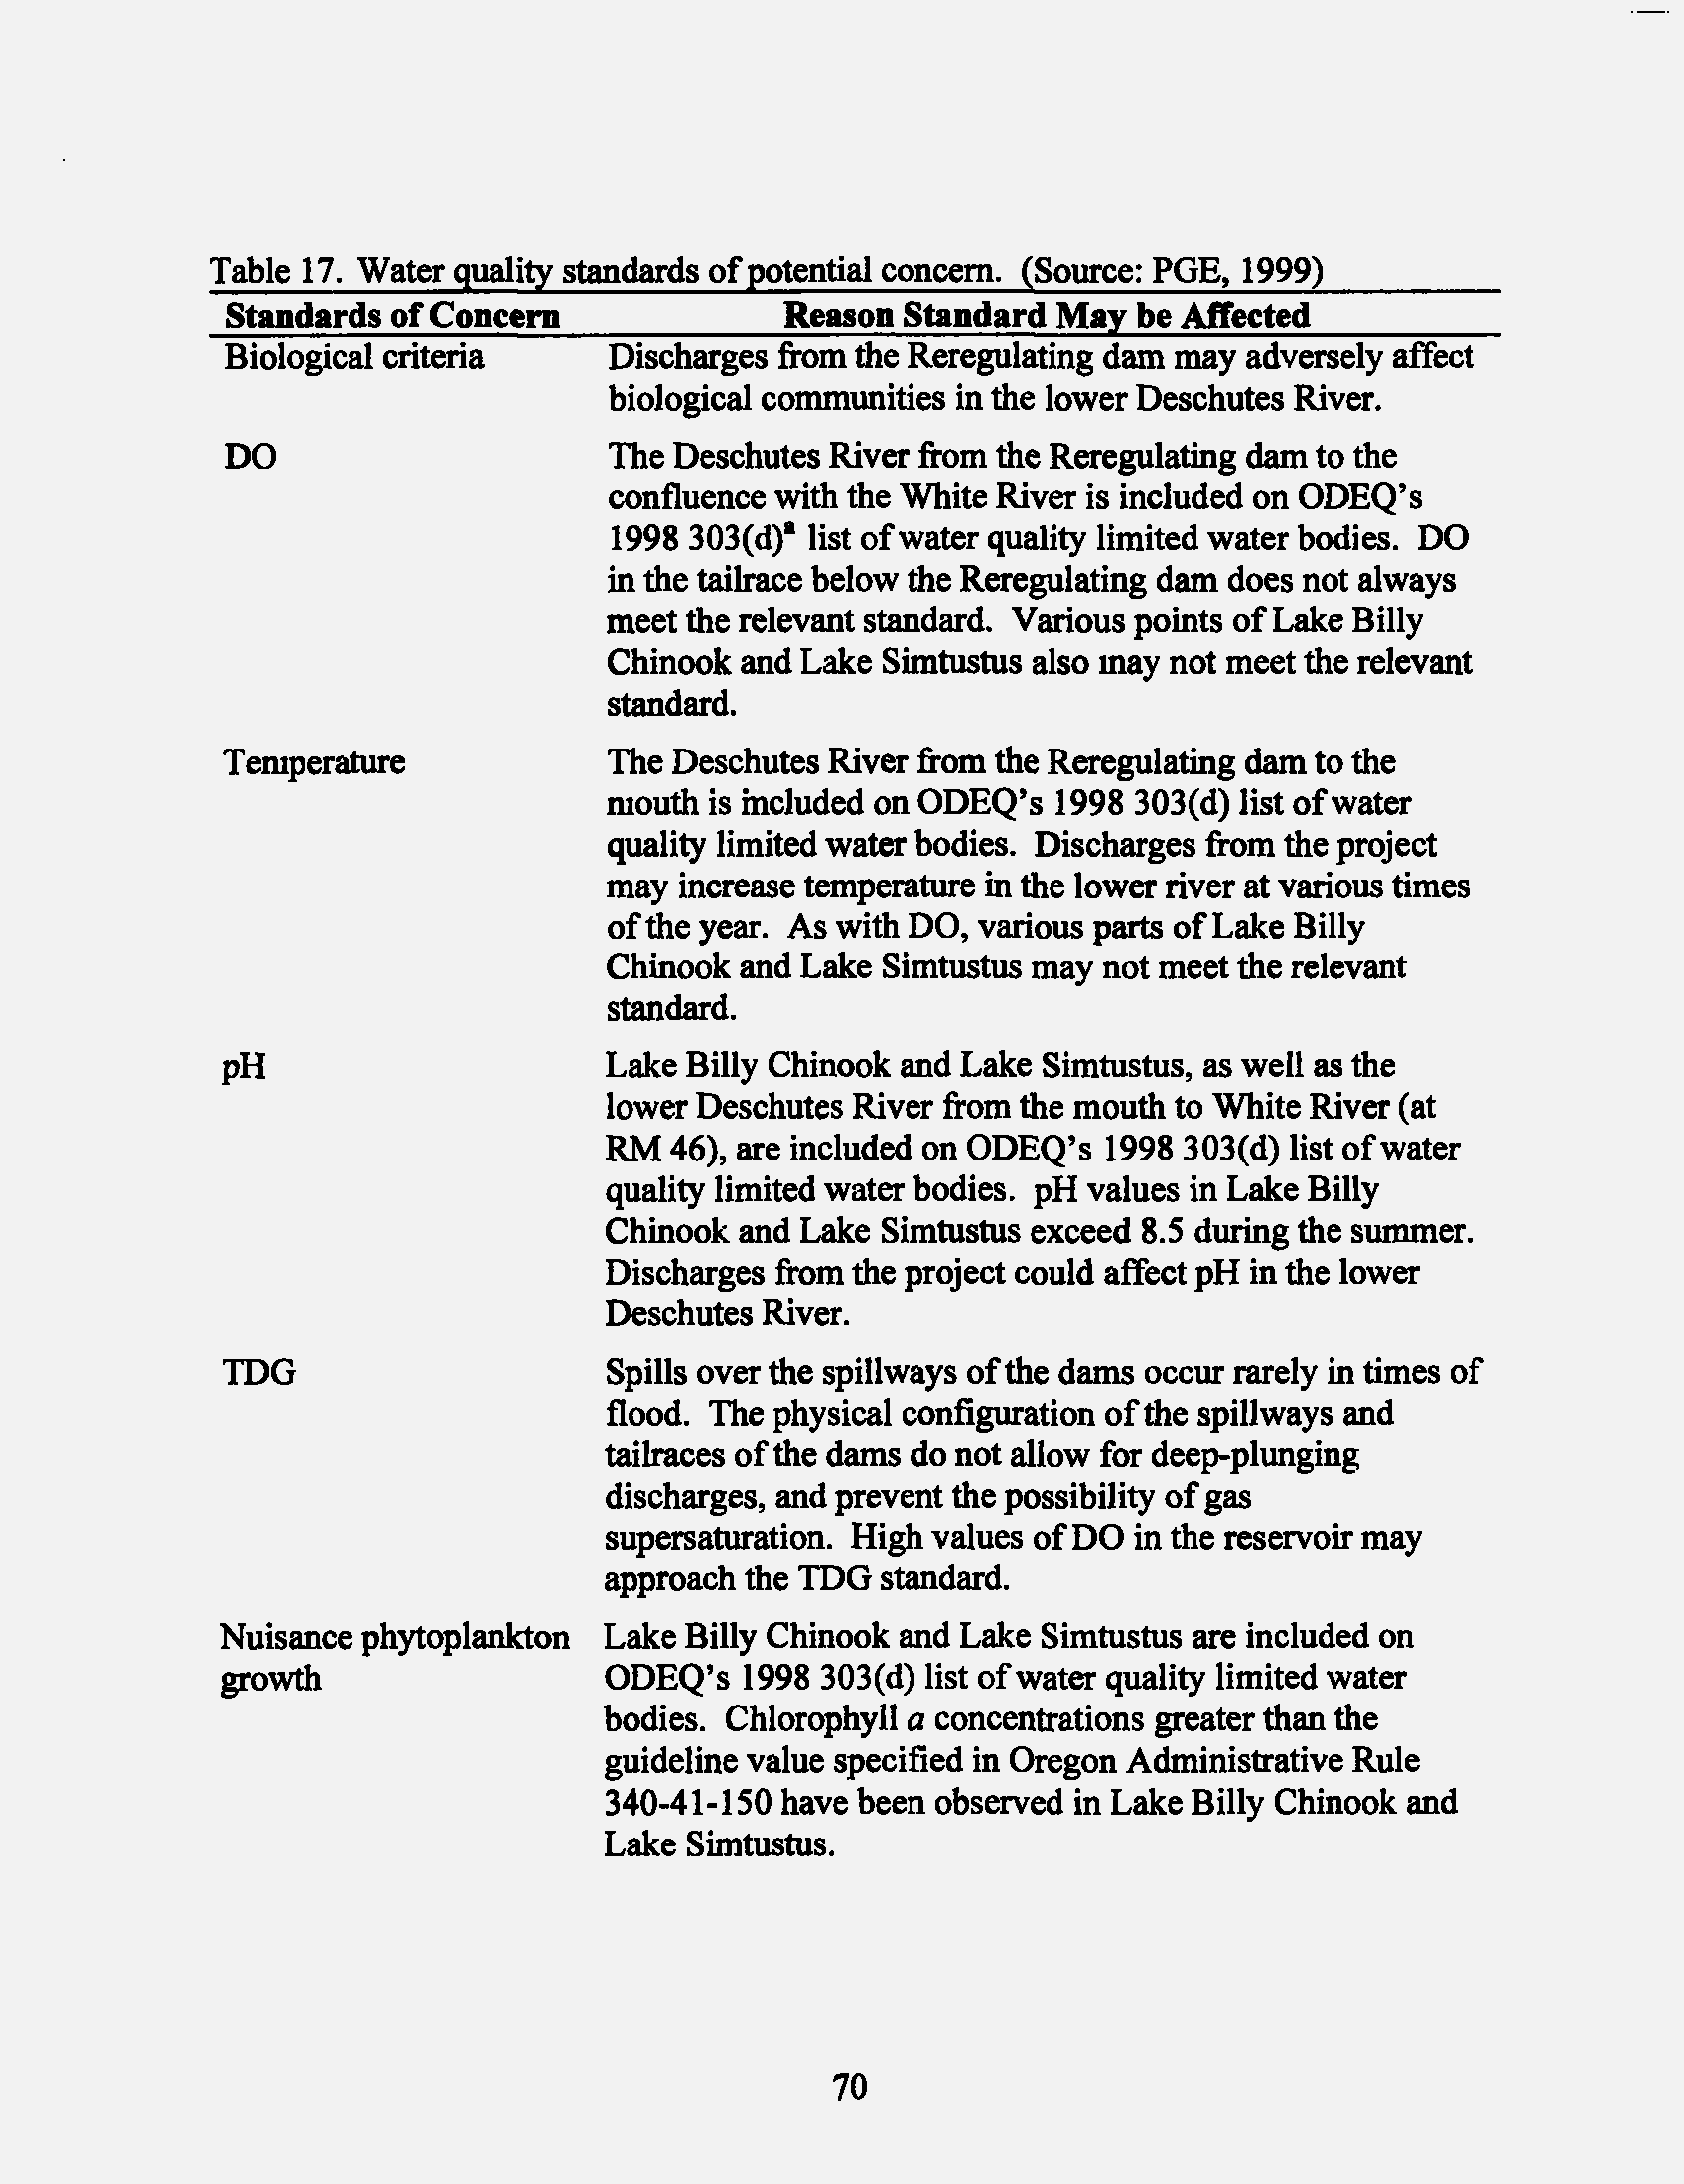 Table 17. Water quality standards of potential concern. (Source: PGE, 1999)
Standards of Concern Reason Standard May be Affected
Biological criteria Discharges from the Reregulating dam may adversely affect
biological communities in the lower Deschutes River.
DO The Deschutes River from the Reregulating dam to the
confluence with the White River is included on ODEQ's
1998 303(d)ª list of water quality limited water bodies. DO
in the tailrace below the Reregulating dam does not always
meet the relevant standard. Various points of Lake Billy
Chinook and Lake Simtustus also may not meet the relevant
standard.
Temperature The Deschutes River from the Reregulating dam to the
mouth is included on ODEQ's 1998 303(d) list of water
quality limited water bodies. Discharges from the project
may increase temperature in the lower river at various times
of the year. As with DO, various parts of Lake Billy
Chinook and Lake Simtustus may not meet the relevant
standard.
pH Lake Billy Chinook and Lake Simtustus, as well as the
lower Deschutes River from the mouth to White River (at
RM 46), are included on ODEQ's 1998 303(d) list of water
quality limited water bodies. pH values in Lake Billy
Chinook and Lake Simtustus exceed 8.5 during the summer.
Discharges from the project could affect pH in the lower
Deschutes River.
TDG Spills over the spillways of the dams occur rarely in times of
flood. The physical configuration of the spillways and
tailraces of the dams do not allow for deep-plunging
discharges, and prevent the possibility of gas
supersaturation. High values of DO in the reservoir may
approach the TDG standard.
Nuisance phytoplankton Lake Billy Chinook and Lake Simtustus are included on
growth ODEQ's 1998 303(d) list of water quality limited water
bodies. Chlorophyll a concentrations greater than the
guideline value specified in Oregon Administrative Rule
340-41-150 have been observed in Lake Billy Chinook and
Lake Simtustus.
70